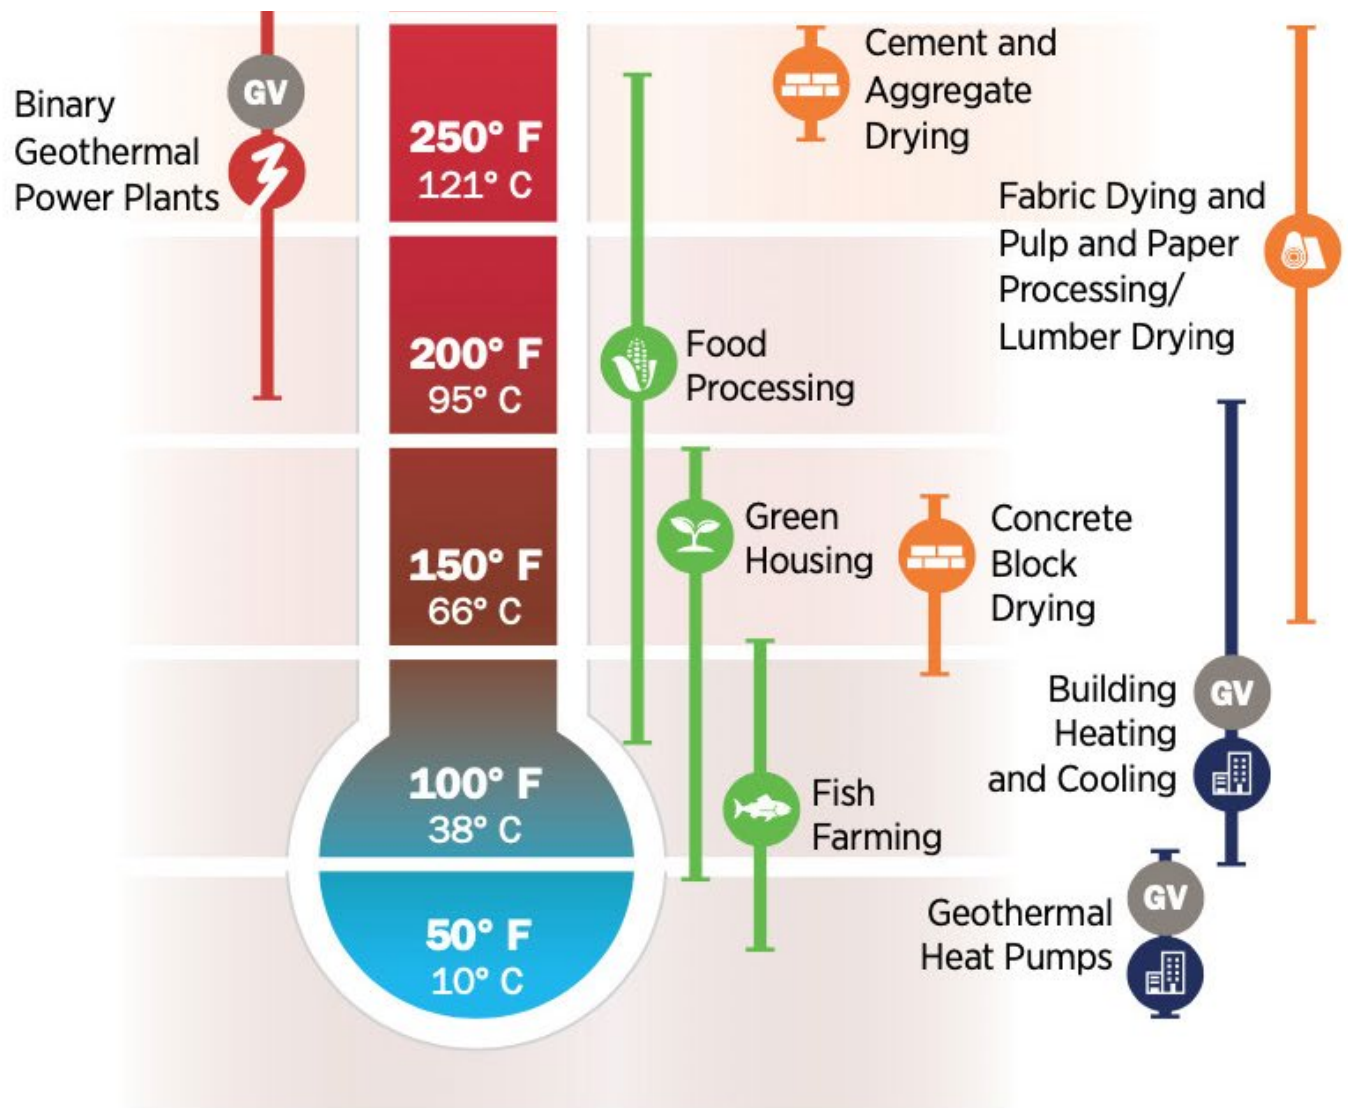 GV
Binary
Geothermal
Power Plants
250° F
121° C
Cement and
Aggregate
Drying
Fabric Dying and
Pulp and Paper
Processing/
Lumber Drying
200° F
95° C
Food
Processing
150° F
66° C
Green
Housing
Concrete
Block
Drying
Building
Heating
and Cooling
GV
100° F
38° C
Fish
Farming
50° F
10° C
Geothermal
Heat Pumps
GV